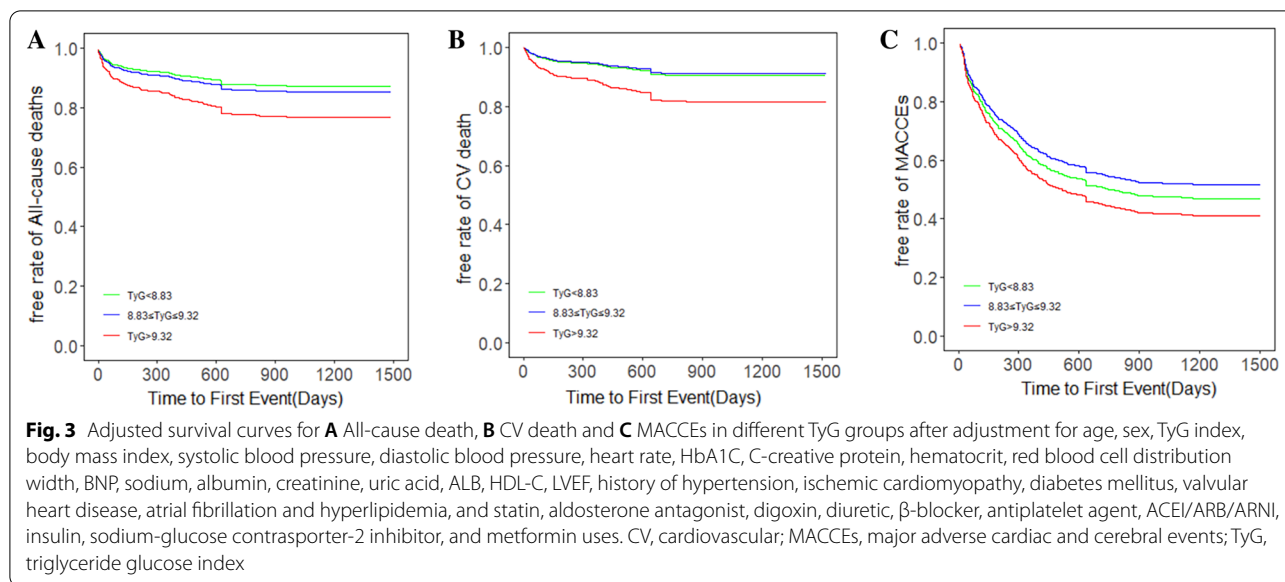 A
free rate of All-cause deaths
1.0
0.8
0.6
0.4
0.2
0.0
TyG<8.83
8.83≤TyG≤9.32
TyG>9.32
0 300 600 900 1200 1500
Time to First Event(Days)
B
free rate of CV death
1.0
0.8
0.6
0.4
0.2
0.0
TyG<8.83
8.83≤TyG≤9.32
TyG>9.32
0 300 600 900 1200 1500
Time to First Event(Days)
C
free rate of MACCEs
1.0
0.8
0.6
0.4
0.2
0.0
TyG<8.83
8.83≤TyG≤9.32
TyG>9.32
0 300 600 900 1200 1500
Time to First Event(Days)
Fig. 3 Adjusted survival curves for A All-cause death, B CV death and C MACCEs in different TyG groups after adjustment for age, sex, TyG index,
body mass index, systolic blood pressure, diastolic blood pressure, heart rate, HbA1C, C-creative protein, hematocrit, red blood cell distribution
width, BNP, sodium, albumin, creatinine, uric acid, ALB, HDL-C, LVEF, history of hypertension, ischemic cardiomyopathy, diabetes mellitus, valvular
heart disease, atrial fibrillation and hyperlipidemia, and statin, aldosterone antagonist, digoxin, diuretic, β-blocker, antiplatelet agent, ACEI/ARB/ARNI,
insulin, sodium-glucose contrasporter-2 inhibitor, and metformin uses. CV, cardiovascular; MACCEs, major adverse cardiac and cerebral events; TyG,
triglyceride glucose index